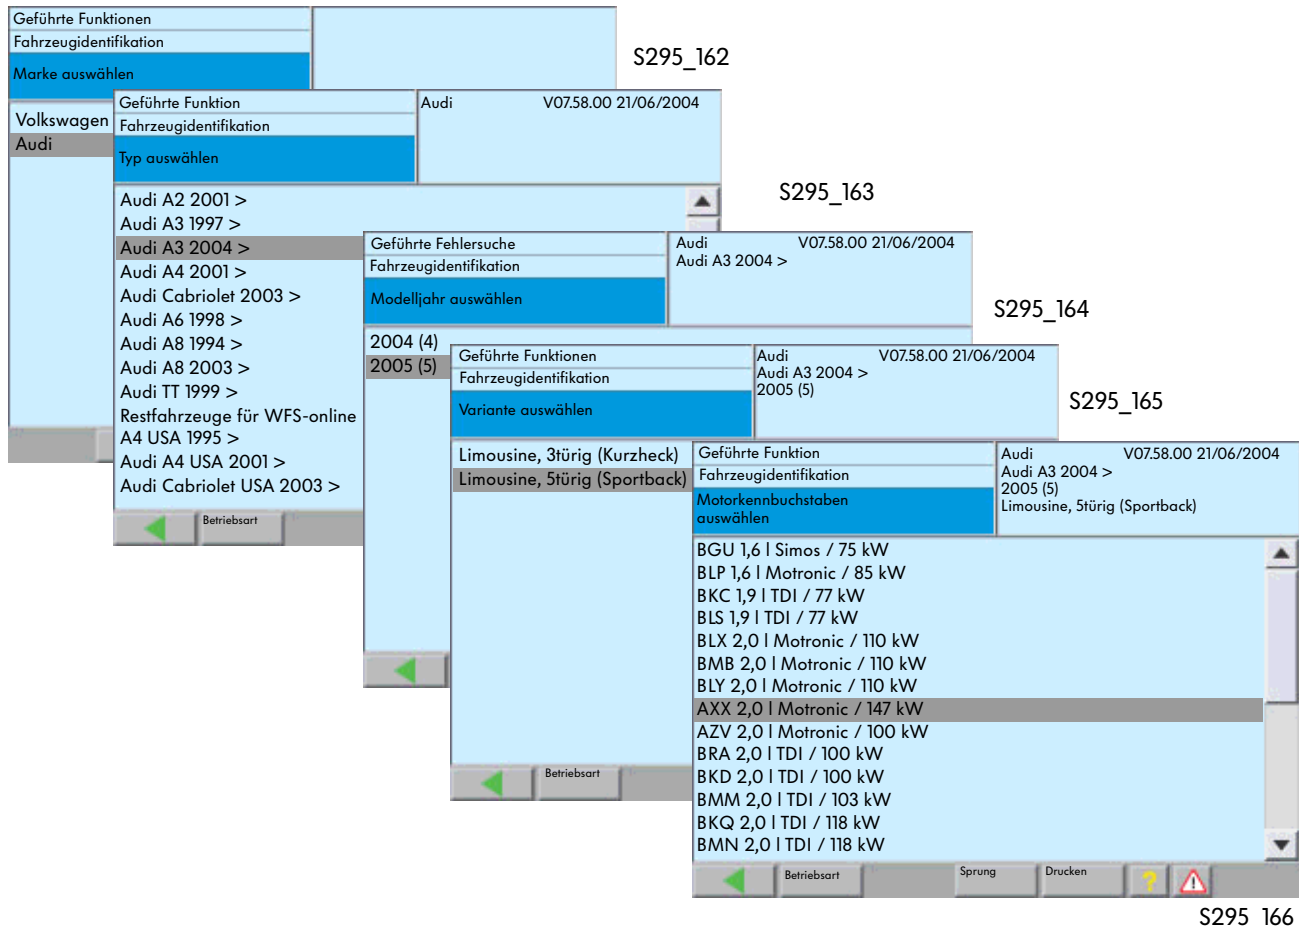 Geführte Funktionen
Fahrzeugidentifikation
Marke auswählen
Volkswagen
Audi
S295_162
Geführte Funktion
Fahrzeugidentifikation
Typ auswählen
Audi V07.58.00 21/06/2004
Audi A2 2001 >
Audi A3 1997 >
Audi A3 2004 >
Audi A4 2001 >
Audi Cabriolet 2003 >
Audi A6 1998 >
Audi A8 1994 >
Audi A8 2003 >
Audi TT 1999 >
Restfahrzeuge für WFS-online
A4 USA 1995 >
Audi A4 USA 2001 >
Audi Cabriolet USA 2003 >
Betriebsart
S295_163
Geführte Fehlersuche
Fahrzeugidentifikation
Modelljahr auswählen
Audi V07.58.00 21/06/2004
Audi A3 2004 >
2004 (4)
2005 (5)
S295_164
Geführte Funktionen
Fahrzeugidentifikation
Variante auswählen
Audi V07.58.00 21/06/2004
Audi A3 2004 >
2005 (5)
Limousine, 3türig (Kurzheck)
Limousine, 5türig (Sportback)
Betriebsart
S295_165
Geführte Funktion
Fahrzeugidentifikation
Motorkennbuchstaben
auswählen
Audi V07.58.00 21/06/2004
Audi A3 2004 >
2005 (5)
Limousine, 5türig (Sportback)
BGU 1,6 l Simos / 75 kW
BLP 1,6 l Motronic / 85 kW
BKC 1,9 l TDI / 77 kW
BLS 1,9 l TDI / 77 kW
BLX 2,0 l Motronic / 110 kW
BMB 2,0 l Motronic / 110 kW
BLY 2,0 l Motronic / 110 kW
AXX 2,0 l Motronic / 147 kW
AZV 2,0 l Motronic / 100 kW
BRA 2,0 l TDI / 100 kW
BKD 2,0 l TDI / 100 kW
BMM 2,0 l TDI / 103 kW
BKQ 2,0 l TDI / 118 kW
BMN 2,0 l TDI / 118 kW
Betriebsart Sprung Drucken ?
S295_166